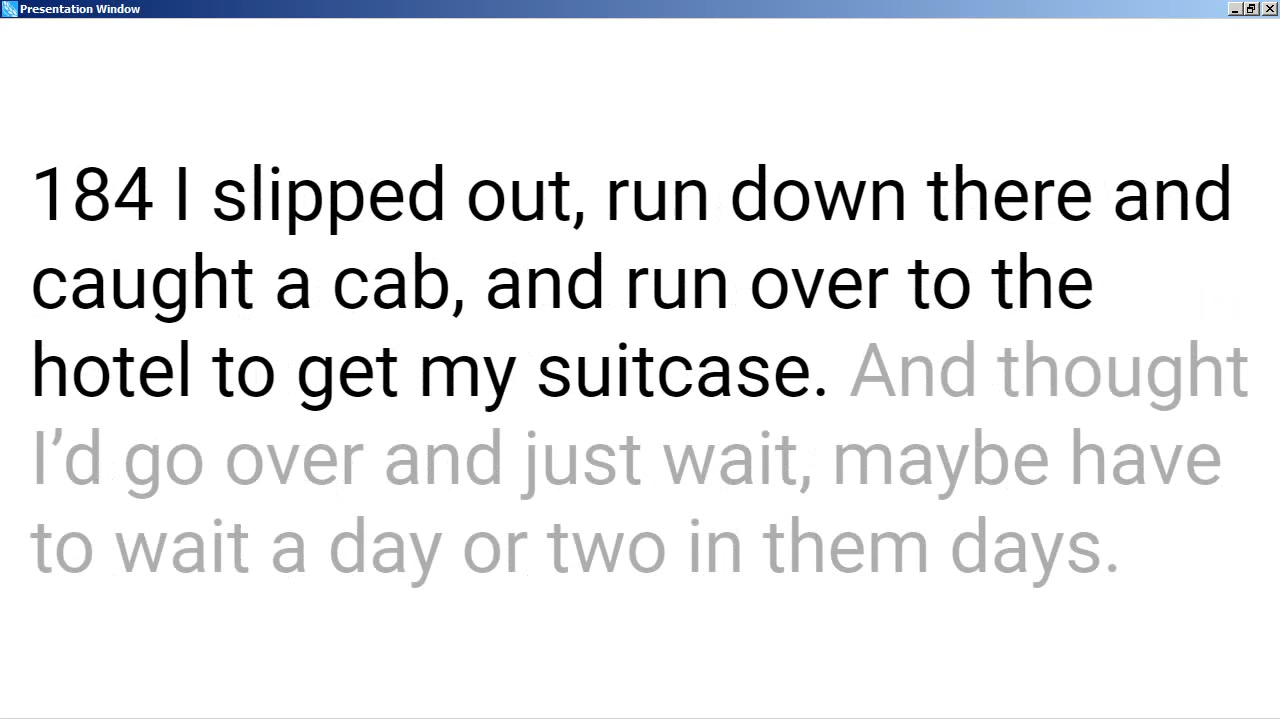 Presentation Window
184 I slipped out, run down there and
caught a cab, and run over to the
hotel to get my suitcase. And thought
I’d go over and just wait, maybe have
to wait a day or two in them days.